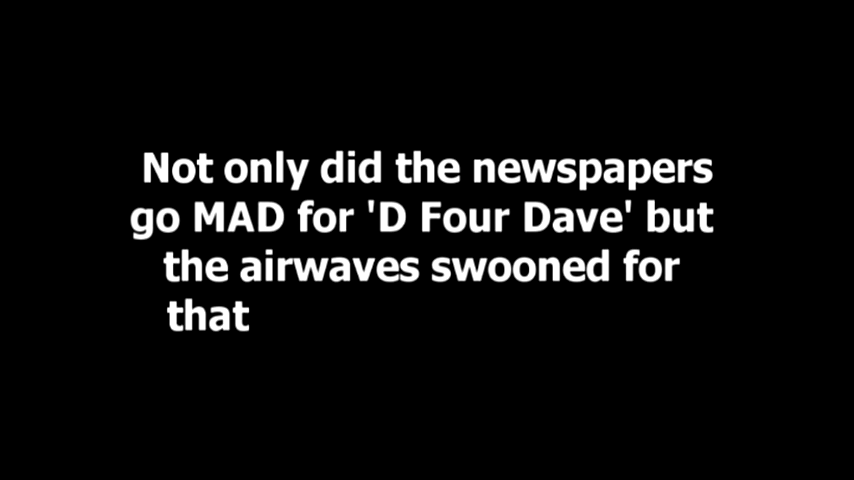 Not only did the newspapers
go MAD for 'D Four Dave' but
the airwaves swooned for
that